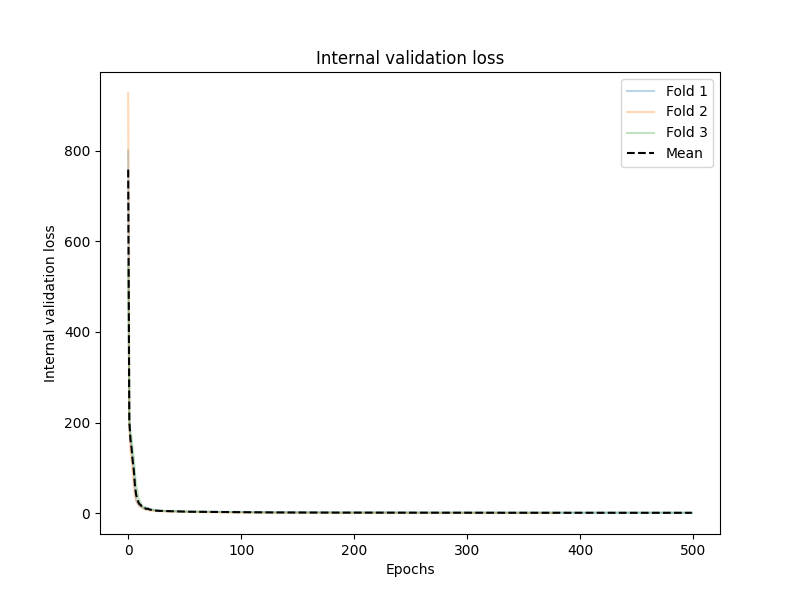 Internal validation loss
Fold 1
Fold 2
Fold 3
Mean
800
600
400
200
0
Internal validation loss
0 100 200 300 400 500
Epochs